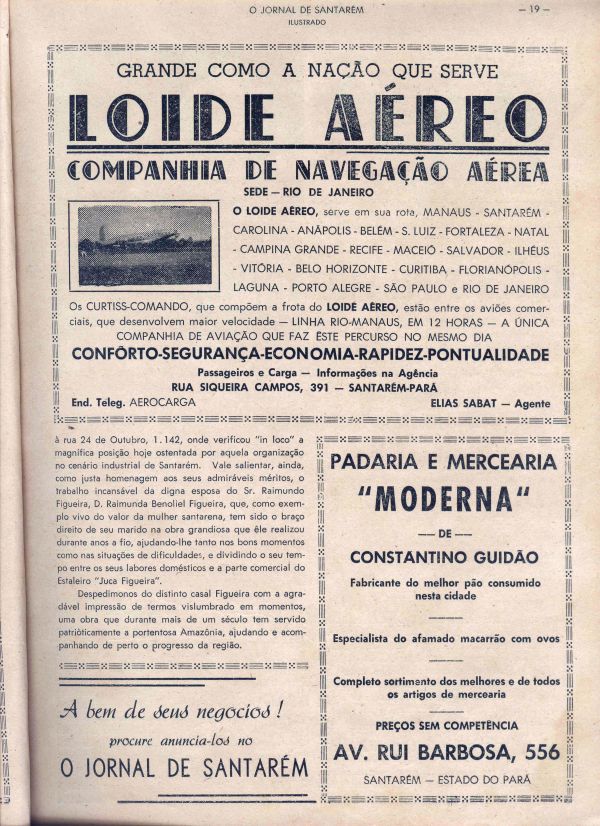 O JORNAL DE SANTARÉM
ILUSTRADO
— 19 —
GRANDE COMO A NAÇÃO QUE SERVE
LOIDE AÉREO
COMPANHIA DE NAVEGAÇÃO AÉREA
SEDE — RIO DE JANEIRO
O LOIDE AÉREO, serve em sua rota, MANAUS - SANTARÉM -
CAROLINA - ANÁPOLIS - BELÉM - S. LUIZ - FORTALEZA - NATAL
- CAMPINA GRANDE - RECIFE - MACEIÓ - SALVADOR - ILHÉUS
- VITÓRIA - BELO HORIZONTE - CURITIBA - FLORIANÓPOLIS -
LAGUNA - PORTO ALEGRE - SÃO PAULO e RIO DE JANEIRO
Os CURTISS-COMANDO, que compõem a frota do LOIDE AÉREO, estão entre os aviões comer-
ciais, que desenvolvem maior velocidade — LINHA RIO-MANAUS, EM 12 HORAS — A ÚNICA
COMPANHIA DE AVIAÇÃO QUE FAZ ÊSTE PERCURSO NO MESMO DIA
CONFÔRTO-SEGURANÇA-ECONOMIA-RAPIDEZ-PONTUALIDADE
Passageiros e Carga — Informações na Agência
RUA SIQUEIRA CAMPOS, 391 — SANTARÉM-PARÁ
End. Teleg. AEROCARGA
ELIAS SABAT — Agente
à rua 24 de Outubro, 1.142, onde verificou "in loco" a
magnífica posição hoje ostentada por aquela organização
no cenário industrial de Santarém. Vale salientar, ainda,
como justa homenagem aos seus admiráveis méritos, o
trabalho incansável da digna esposa do Sr. Raimundo
Figueira, D. Raimunda Benoliel Figueira, que, como exem-
plo vivo do valor da mulher santarena, tem sido o braço
direito de seu marido na obra grandiosa que êle realizou
durante anos a fio, ajudando-lhe tanto nos bons momentos
como nas situações de dificuldades, e dividindo o seu tem-
po entre os seus labores domésticos e a parte comercial do
Estaleiro "Juca Figueira".
Despedimonos do distinto casal Figueira com a agra-
dável impressão de termos vislumbrado em momentos,
uma obra que durante mais de um século tem servido
patriòticamente a portentosa Amazônia, ajudando e acom-
panhando de perto o progresso da região.
A bem de seus negocios!
procure anuncia-los no
O JORNAL DE SANTARÉM
PADARIA E MERCEARIA
"MODERNA"
— DE —
CONSTANTINO GUIDÃO
Fabricante do melhor pão consumido
nesta cidade
Especialista do afamado macarrão com ovos
Completo sortimento dos melhores e de todos
os artigos de mercearia
PREÇOS SEM COMPETÊNCIA
AV. RUI BARBOSA, 556
SANTARÉM — ESTADO DO PARÁ